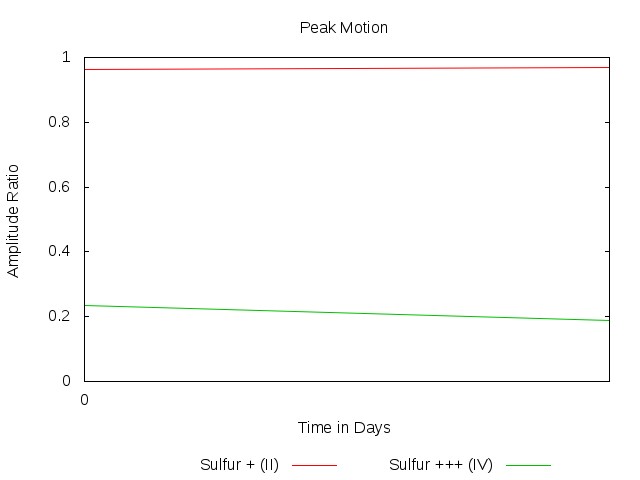 Peak Motion
1
0.8
0.6
0.4
0.2
0
0
Amplitude Ratio
Time in Days
Sulfur + (II) Sulfur +++ (IV)